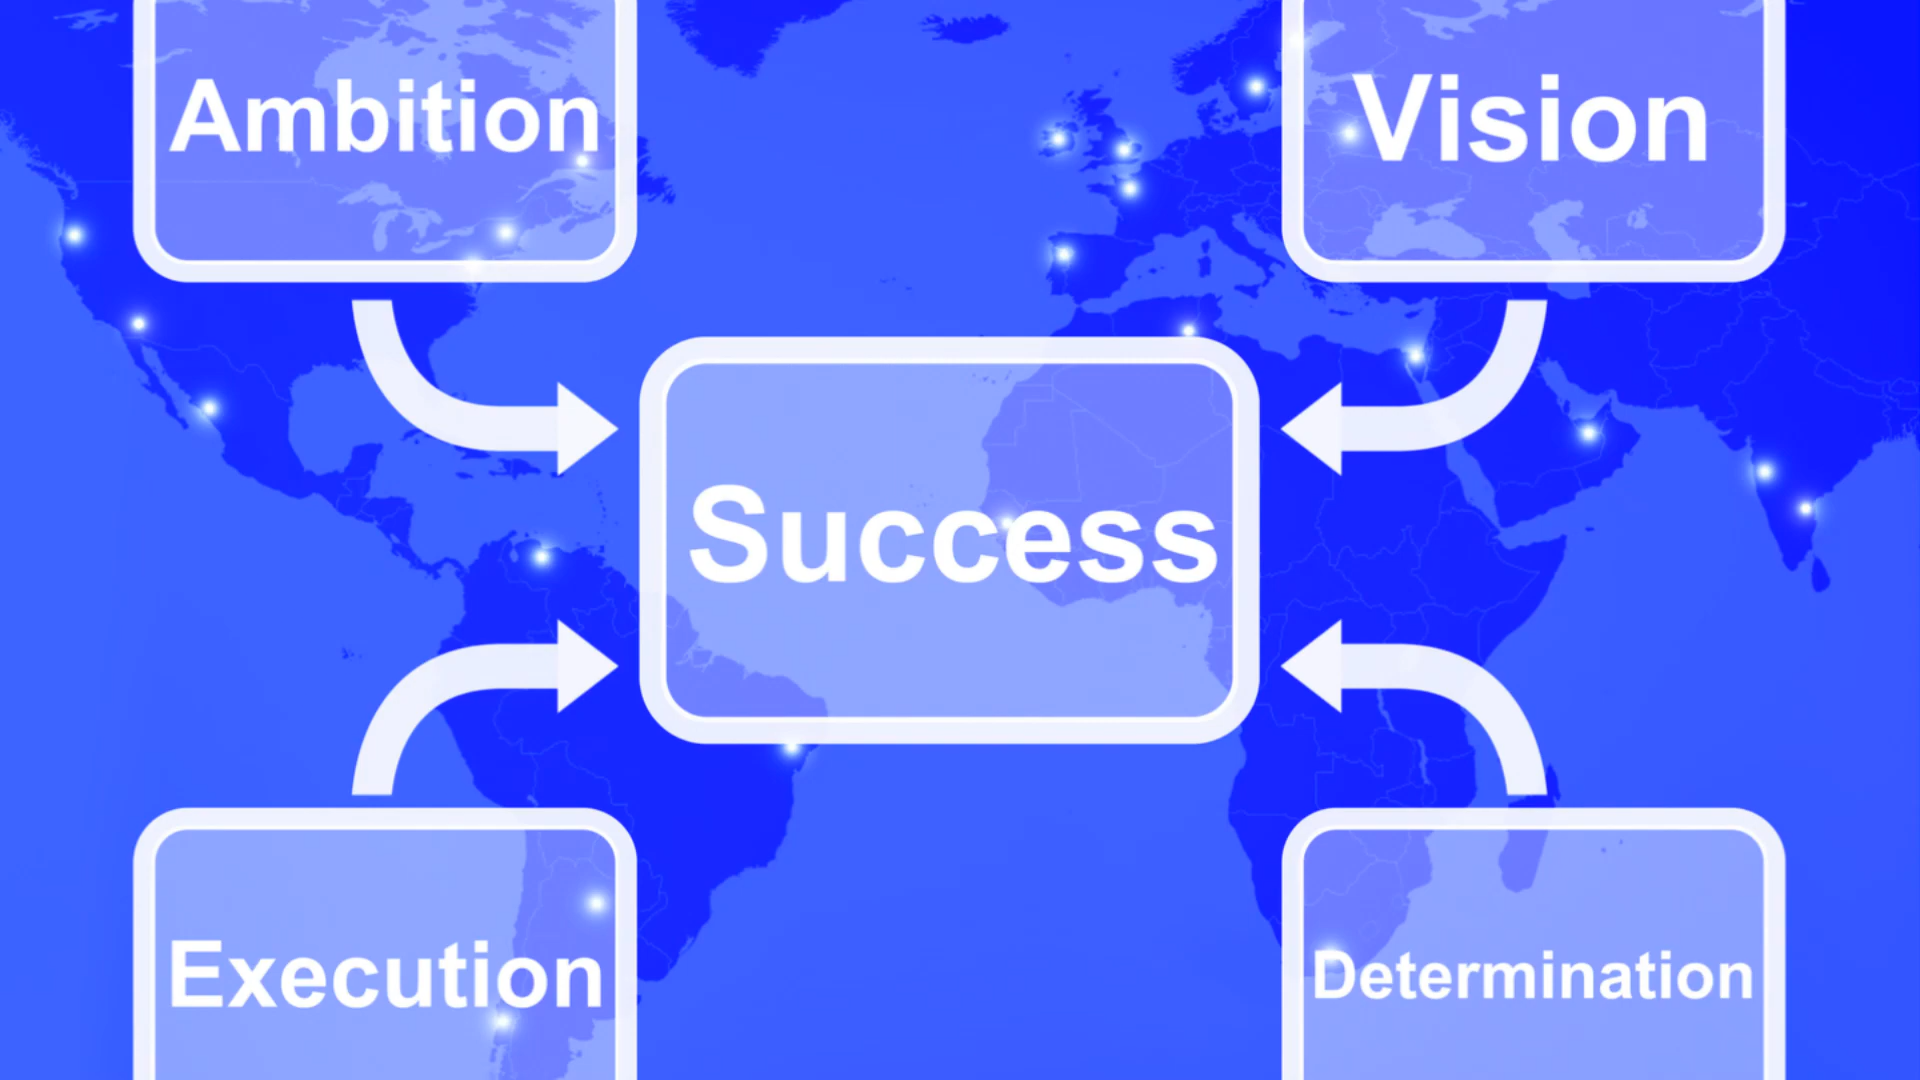 Ambition
Vision
Success
Execution
Determination